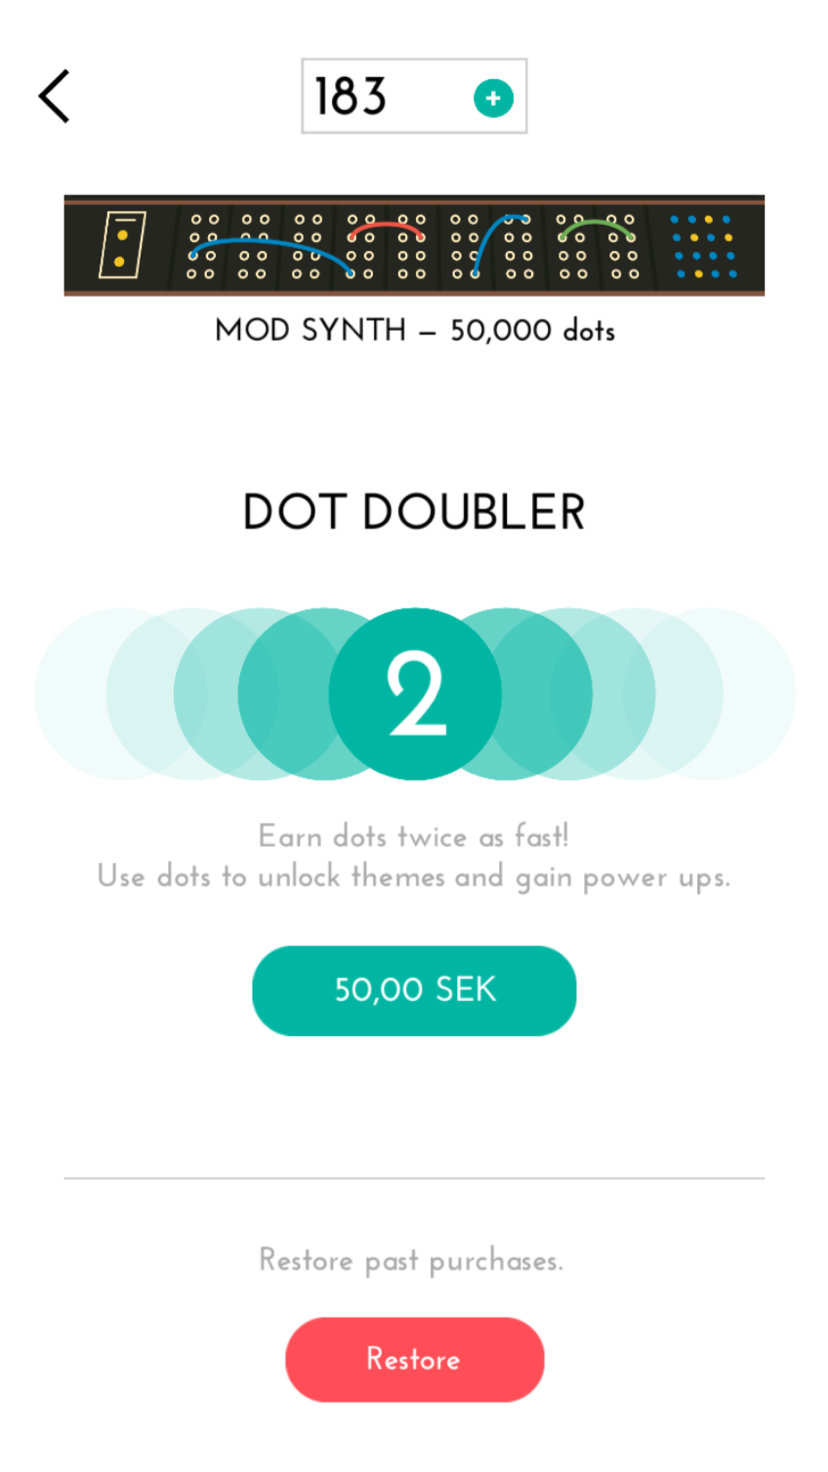 183
MOD SYNTH – 50,000 dots
DOT DOUBLER
2
Earn dots twice as fast!
Use dots to unlock themes and gain power ups.
50,00 SEK
Restore past purchases.
Restore